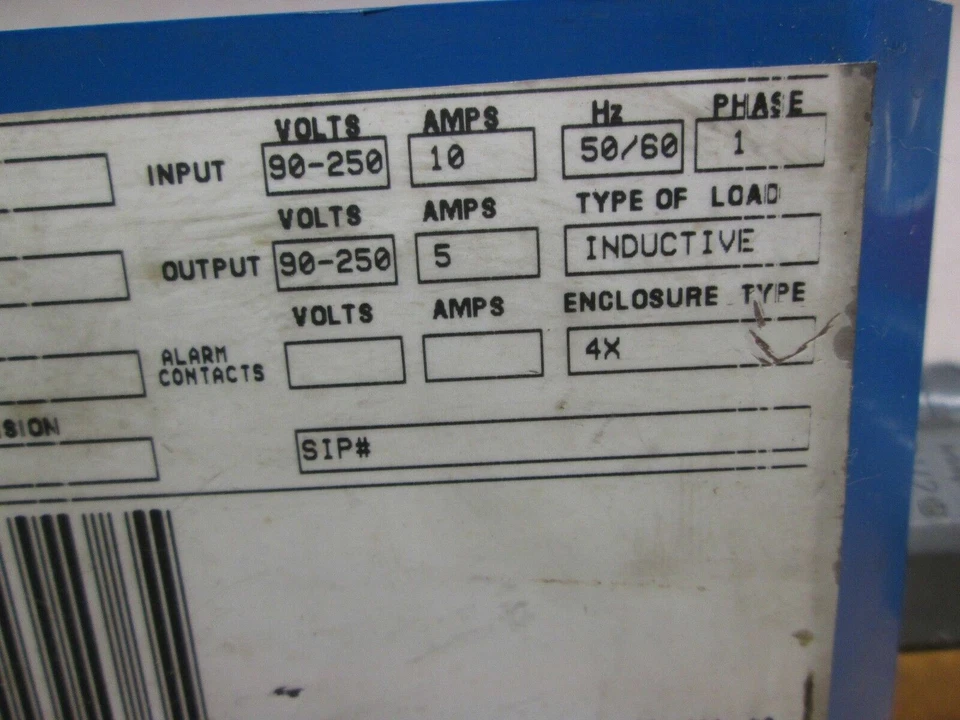 VOLTS AMPS Hz PHASE
INPUT 90-250 10 50/60 1
VOLTS AMPS TYPE OF LOAD
OUTPUT 90-250 5 INDUCTIVE
VOLTS AMPS ENCLOSURE TYPE
ALARM
CONTACTS
4X
SION
SIP#